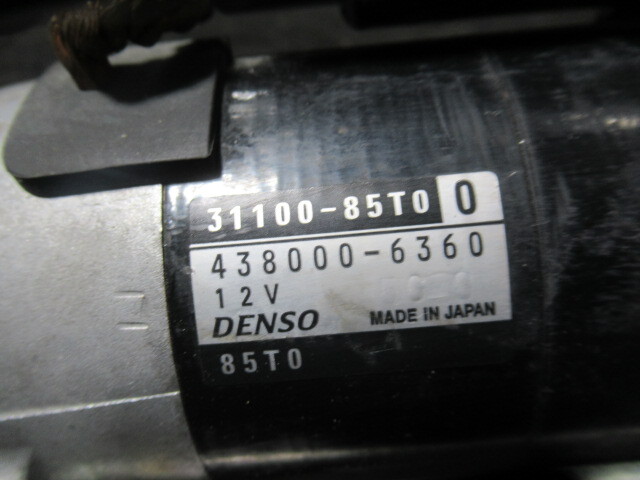 31100-85T0 0
438000-6360
12V
DENSO MADE IN JAPAN
85T0